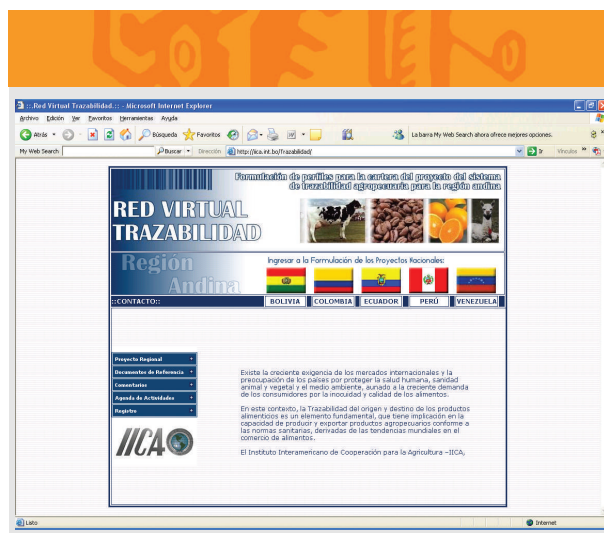 ::.Red Virtual Trazabilidad.:: - Microsoft Internet Explorer
Archivo Edición Ver Favoritos Herramientas Ayuda
Atrás Búsqueda Favoritos La barra My Web Search ahora ofrece mejores opciones.
My Web Search Buscar Dirección http://iica.int.bo/Trazabilidad/ Ir Vínculos
Formulación de perfiles para la cartera del proyecto del sistema
de trazabilidad agropecuaria para la región andina
RED VIRTUAL
TRAZABILIDAD
Región
Andina
Ingresar a la Formulación de los Proyectos Nacionales:
::CONTACTO:: BOLIVIA COLOMBIA ECUADOR PERÚ VENEZUELA
Proyecto Regional
Documentos de Referencia
Comentarios
Agenda de Actividades
Registro
IICA
Existe la creciente exigencia de los mercados internacionales y la
preocupación de los países por proteger la salud humana, sanidad
animal y vegetal y el medio ambiente, aunado a la creciente demanda
de los consumidores por la inocuidad y calidad de los alimentos.
En este contexto, la Trazabilidad del origen y destino de los productos
alimenticios es un elemento fundamental, que tiene implicación en la
capacidad de producir y exportar productos agropecuarios conforme a
las normas sanitarias, derivadas de las tendencias mundiales en el
comercio de alimentos.
El Instituto Interamericano de Cooperación para la Agricultura –IICA,
Listo Internet